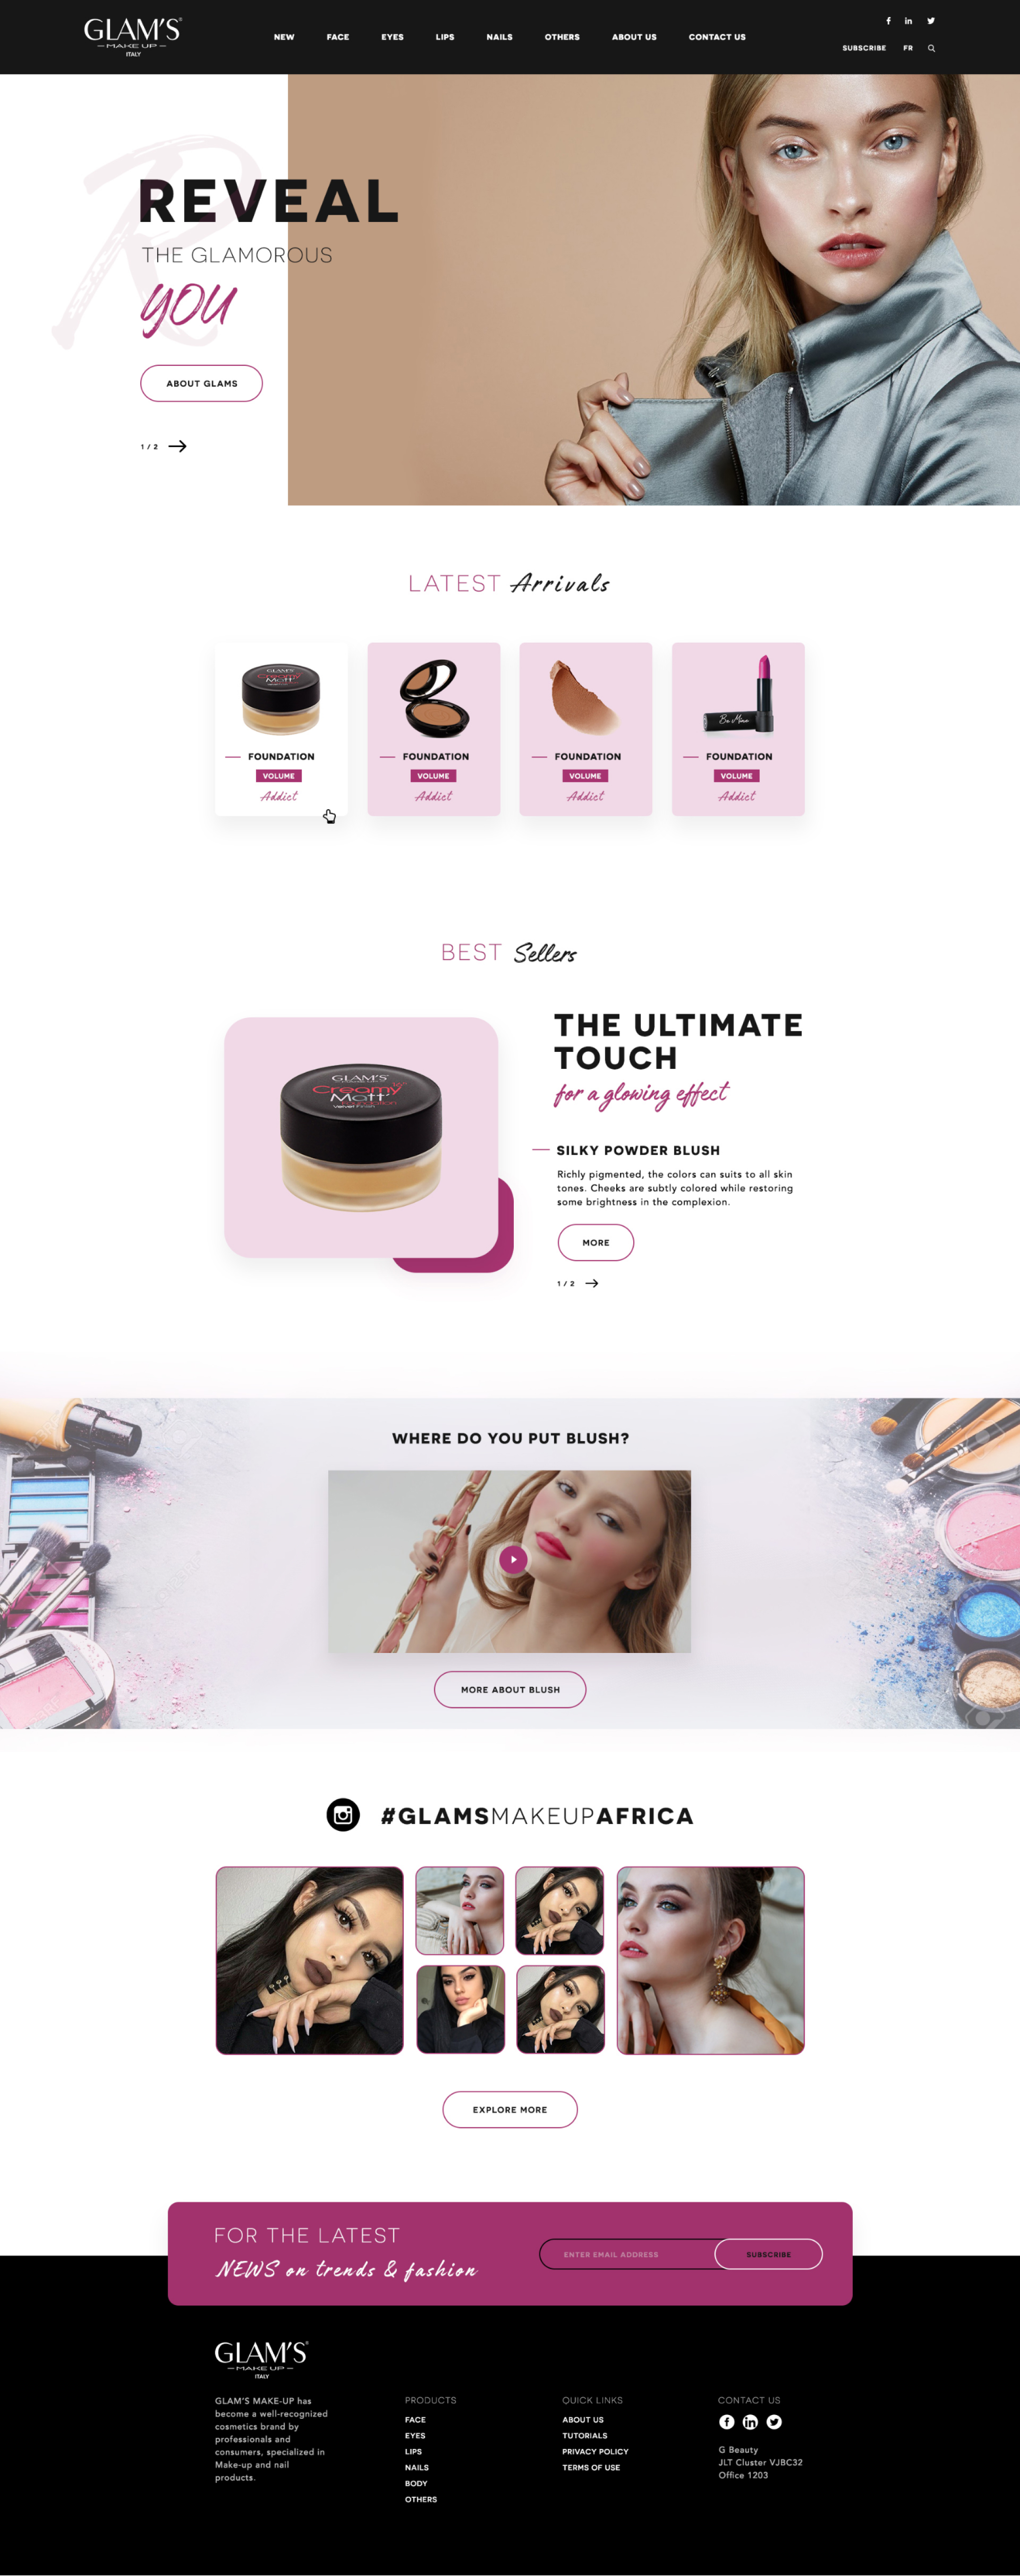 GLAM'S
MAKE UP
ITALY
NEW FACE EYES LIPS NAILS OTHERS ABOUT US CONTACT US
SUBSCRIBE FR
REVEAL
THE GLAMOROUS
YOU
ABOUT GLAMS
1 / 2
LATEST Arrivals
GLAM'S
Creamy
Matt
Be Mine
FOUNDATION FOUNDATION FOUNDATION FOUNDATION
VOLUME VOLUME VOLUME VOLUME
Addict Addict Addict Addict
BEST Sellers
GLAM'S
Creamy
Matt
Velvet Finish
THE ULTIMATE
TOUCH
for a glowing effect
SILKY POWDER BLUSH
Richly pigmented, the colors can suits to all skin
tones. Cheeks are subtly colored while restoring
some brightness in the complexion.
MORE
1 / 2
WHERE DO YOU PUT BLUSH?
MORE ABOUT BLUSH
#GLAMSMAKEUPAFRICA
EXPLORE MORE
FOR THE LATEST
NEWS on trends & fashion
ENTER EMAIL ADDRESS SUBSCRIBE
GLAM'S
MAKE UP
ITALY
GLAM'S MAKE-UP has
become a well-recognized
cosmetics brand by
professionals and
consumers, specialized in
Make-up and nail
products.
PRODUCTS
FACE
EYES
LIPS
NAILS
BODY
OTHERS
QUICK LINKS
ABOUT US
TUTORIALS
PRIVACY POLICY
TERMS OF USE
CONTACT US
G Beauty
JLT Cluster VJBC32
Office 1203